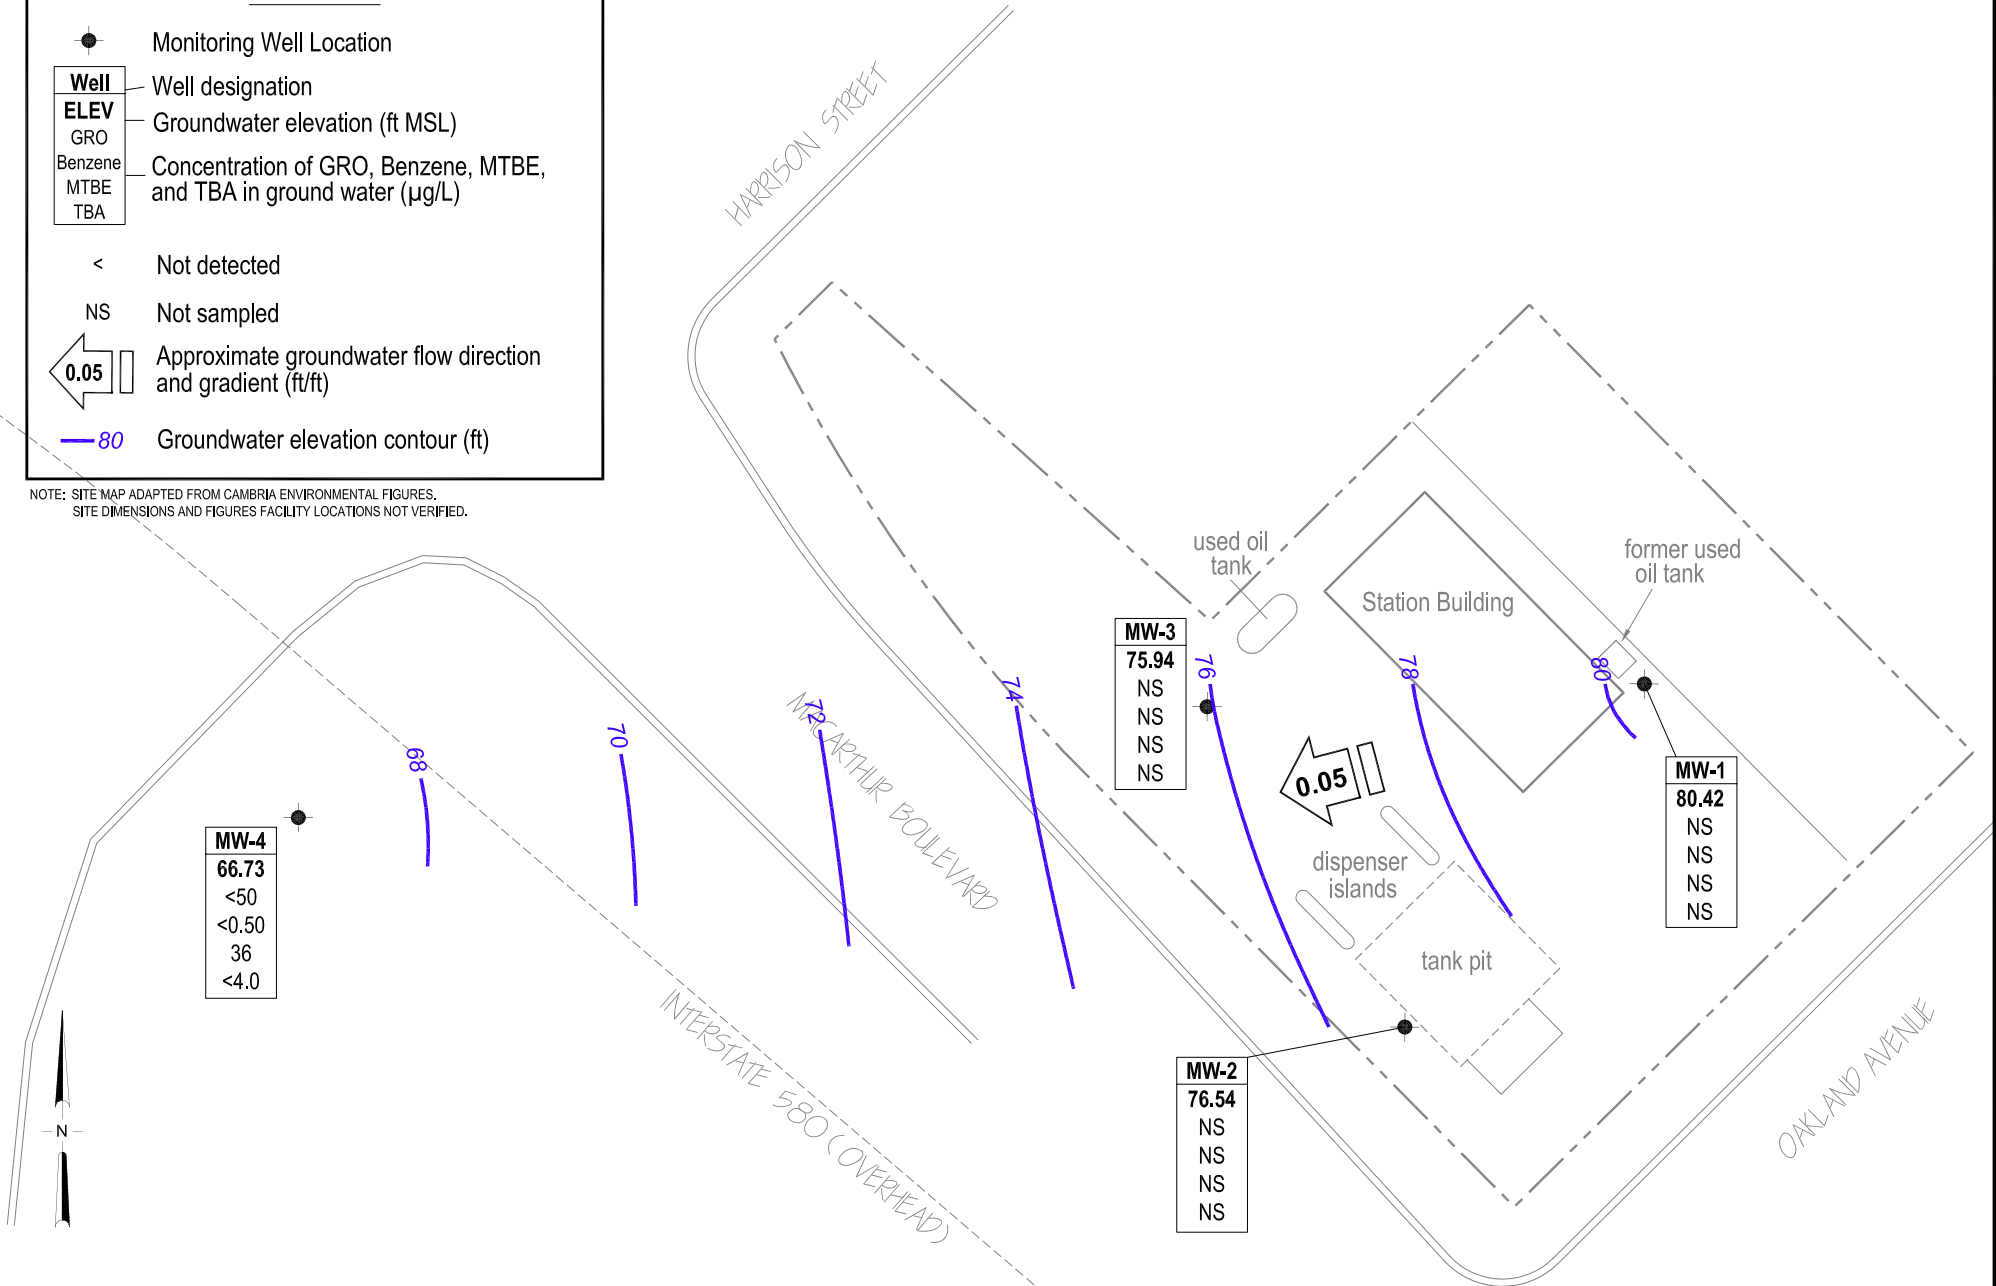 Monitoring Well Location
Well
Well designation
ELEV
Groundwater elevation (ft MSL)
GRO
Benzene
MTBE
TBA
Concentration of GRO, Benzene, MTBE,
and TBA in ground water (µg/L)
<
Not detected
NS
Not sampled
0.05
Approximate groundwater flow direction
and gradient (ft/ft)
80
Groundwater elevation contour (ft)
NOTE: SITE MAP ADAPTED FROM CAMBRIA ENVIRONMENTAL FIGURES.
SITE DIMENSIONS AND FIGURES FACILITY LOCATIONS NOT VERIFIED.
HARRISON STREET
used oil
tank
Station Building
former used
oil tank
MW-3
75.94
NS
NS
NS
NS
76
78
80
74
72
70
68
MACARTHUR BOULEVARD
0.05
MW-1
80.42
NS
NS
NS
NS
MW-4
66.73
<50
<0.50
36
<4.0
dispenser
islands
tank pit
INTERSTATE 580 (OVERHEAD)
OAKLAND AVENUE
MW-2
76.54
NS
NS
NS
NS
N